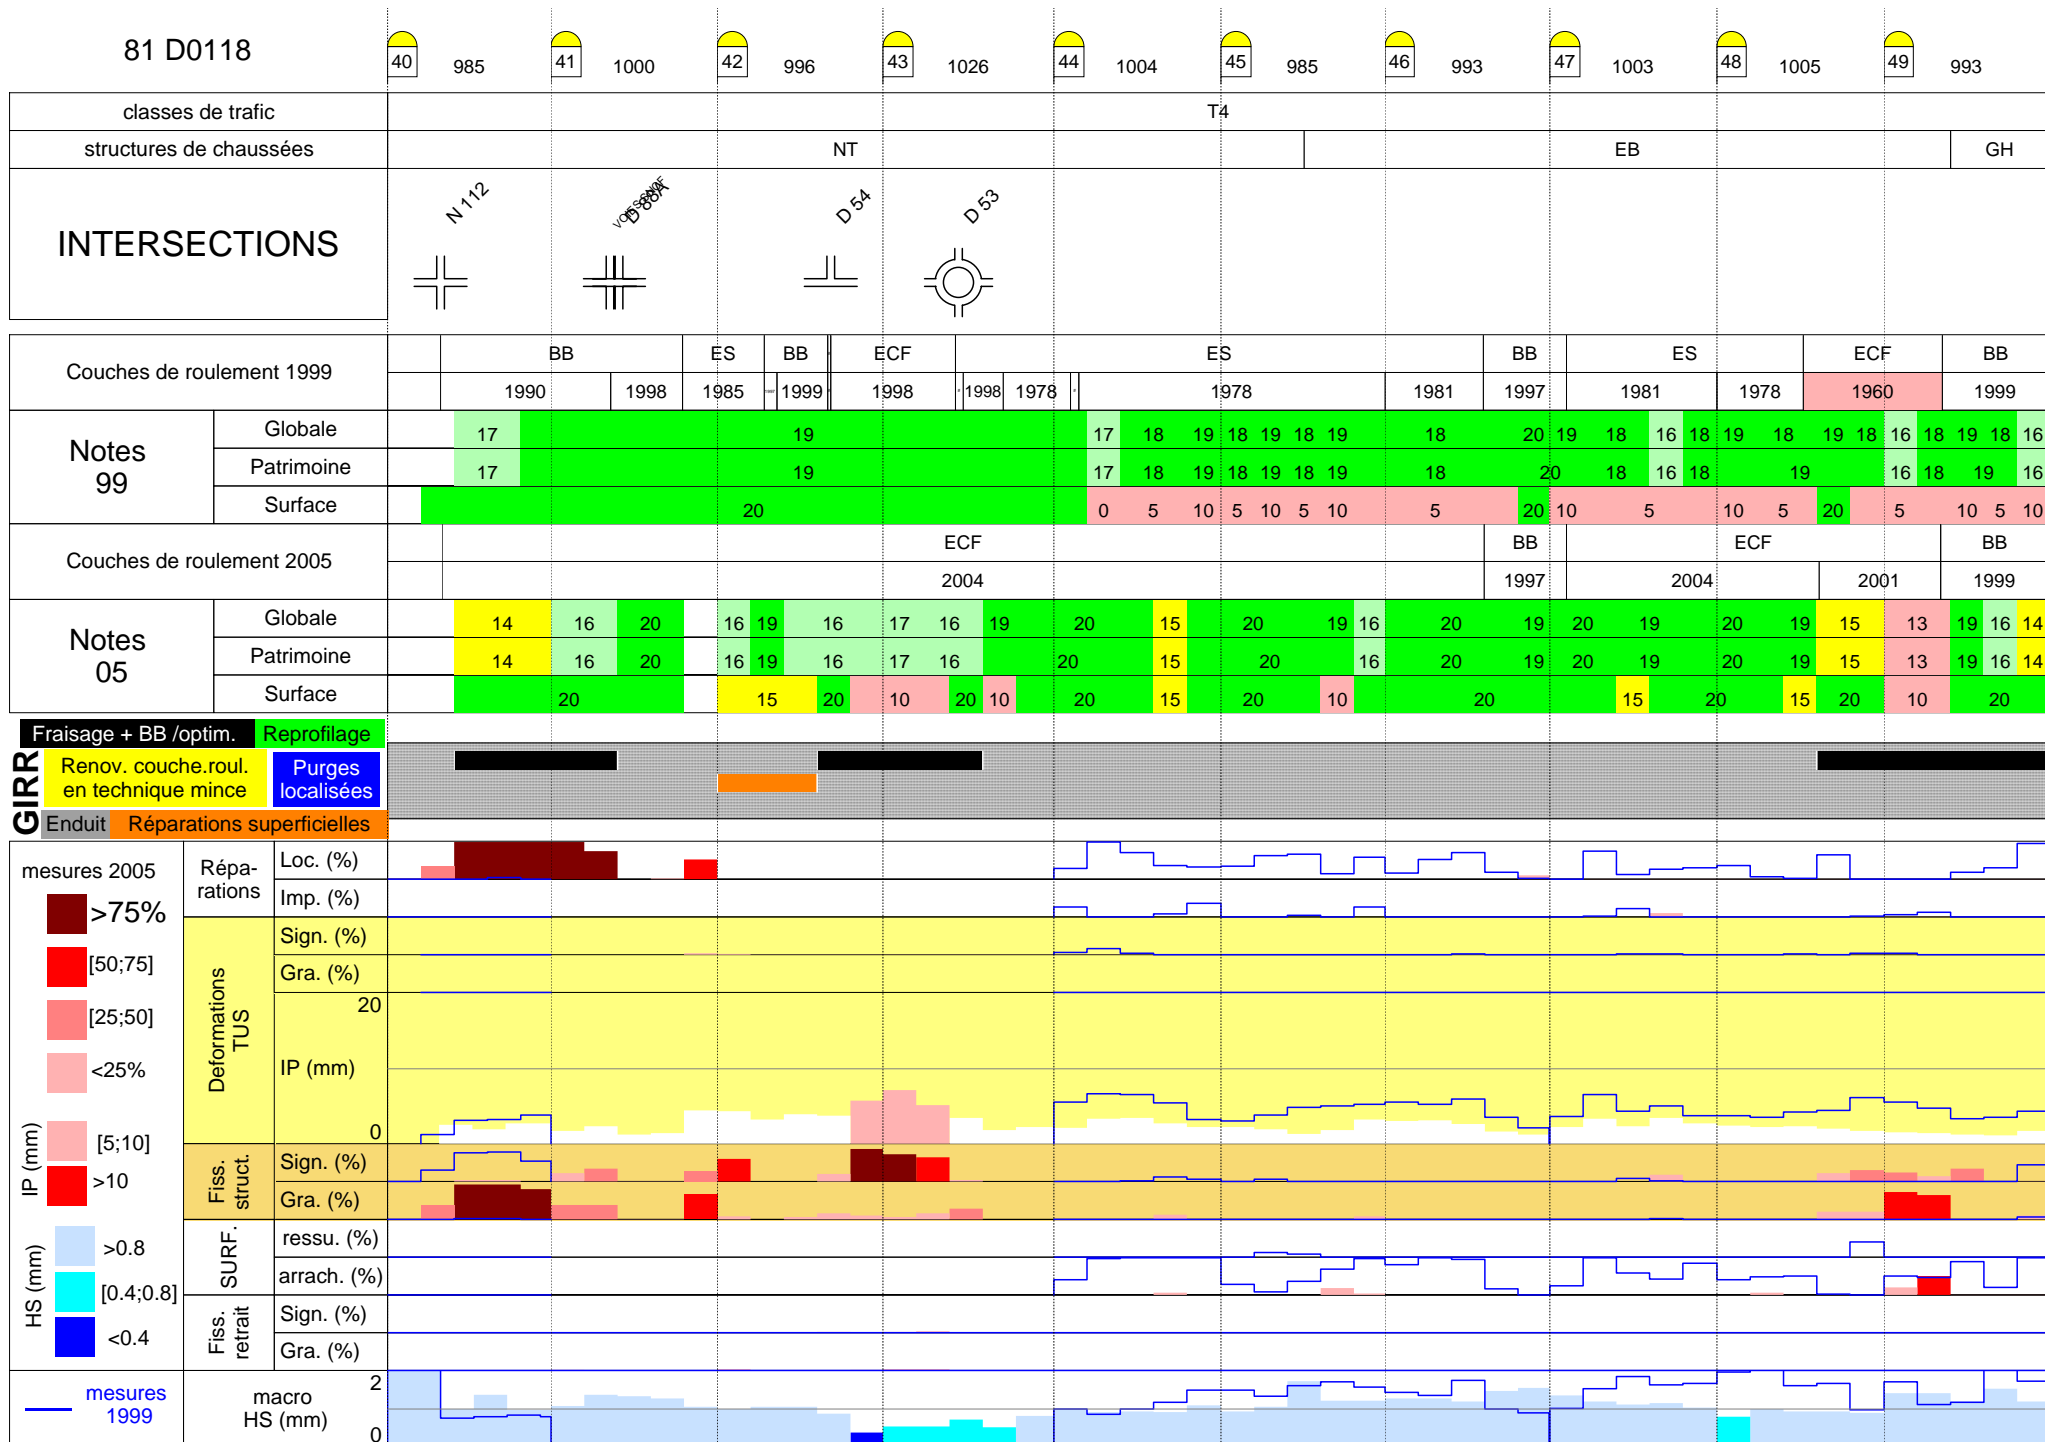 81 D0118
40 985 41 1000 42 996 43 1026 44 1004 45 985 46 993 47 1003 48 1005 49 993
classes de trafic T4
structures de chaussées NT EB GH
INTERSECTIONS
N 112 D 88A D 54 D 53
Couches de roulement 1999
BB ES BB ECF ES BB ES ECF BB
1990 1998 1985 1999 1998 1998 1978 1978 1981 1997 1981 1978 1960 1999
Notes 99
Globale 17 19 17 18 19 18 19 18 19 18 20 19 18 16 18 19 18 19 18 16 18 19 18 16
Patrimoine 17 19 17 18 19 18 19 18 19 18 20 18 16 18 19 16 18 19 16
Surface 20 0 5 10 5 10 5 10 5 20 10 5 10 5 20 5 10 5 10
Couches de roulement 2005
ECF BB ECF BB
2004 1997 2004 2001 1999
Notes 05
Globale 14 16 20 16 19 16 17 16 19 20 15 20 19 16 20 19 20 19 20 19 15 13 19 16 14
Patrimoine 14 16 20 16 19 16 17 16 20 15 20 16 20 19 20 19 20 19 15 13 19 16 14
Surface 20 15 20 10 20 10 20 15 20 10 20 15 20 15 20 10 20
GIRR
Fraisage + BB /optim. Reprofilage
Renov. couche.roul.
en technique mince
Purges
localisées
Enduit Réparations superficielles
mesures 2005
>75%
[50;75]
[25;50]
<25%
IP (mm)
[5;10]
>10
HS (mm)
>0.8
[0.4;0.8]
<0.4
mesures
1999
Répa-
rations
Loc. (%)
Imp. (%)
Deformations
TUS
Sign. (%)
Gra. (%)
20
IP (mm)
0
Fiss.
struct.
Sign. (%)
Gra. (%)
SURF.
ressu. (%)
arrach. (%)
Fiss.
retrait
Sign. (%)
Gra. (%)
macro
HS (mm)
2
0